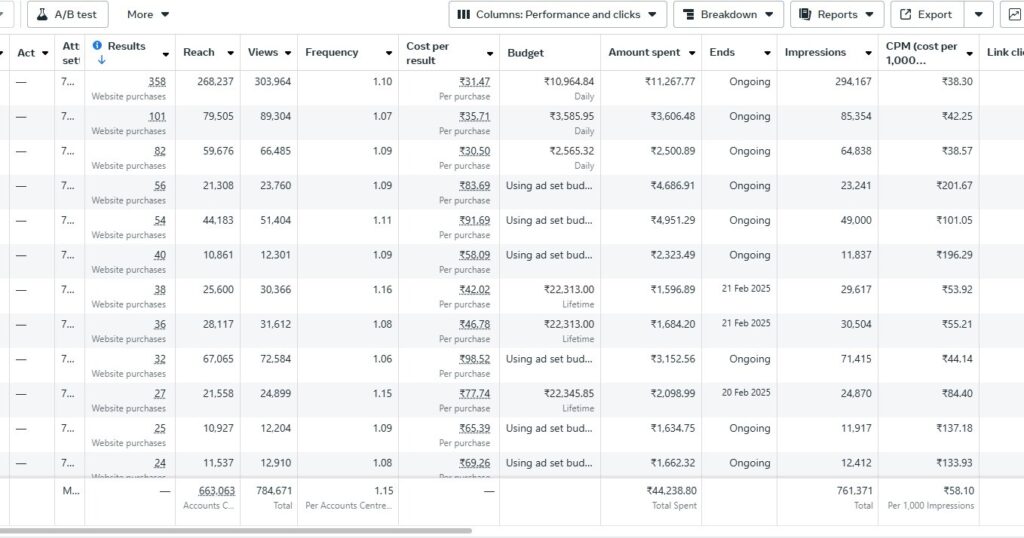 A/B test More Columns: Performance and clicks Breakdown Reports Export
Act Att Results Reach Views Frequency Cost per Budget Amount spent Ends Impressions CPM (cost per Link clic
set result 1,000...
— 7... 358 268,237 303,964 1.10 ₹31.47 ₹10,964.84 ₹11,267.77 Ongoing 294,167 ₹38.30
Website purchases Per purchase Daily
— 7... 101 79,505 89,304 1.07 ₹35.71 ₹3,585.95 ₹3,606.48 Ongoing 85,354 ₹42.25
Website purchases Per purchase Daily
— 7... 82 59,676 66,485 1.09 ₹30.50 ₹2,565.32 ₹2,500.89 Ongoing 64,838 ₹38.57
Website purchases Per purchase Daily
— 7... 56 21,308 23,760 1.09 ₹83.69 Using ad set bud... ₹4,686.91 Ongoing 23,241 ₹201.67
Website purchases Per purchase
— 7... 54 44,183 51,404 1.11 ₹91.69 Using ad set bud... ₹4,951.29 Ongoing 49,000 ₹101.05
Website purchases Per purchase
— 7... 40 10,861 12,301 1.09 ₹58.09 Using ad set bud... ₹2,323.49 Ongoing 11,837 ₹196.29
Website purchases Per purchase
— 7... 38 25,600 30,366 1.16 ₹42.02 ₹22,313.00 ₹1,596.89 21 Feb 2025 29,617 ₹53.92
Website purchases Per purchase Lifetime
— 7... 36 28,117 31,612 1.08 ₹46.78 ₹22,313.00 ₹1,684.20 21 Feb 2025 30,504 ₹55.21
Website purchases Per purchase Lifetime
— 7... 32 67,065 72,584 1.06 ₹98.52 Using ad set bud... ₹3,152.56 Ongoing 71,415 ₹44.14
Website purchases Per purchase
— 7... 27 21,558 24,899 1.15 ₹77.74 ₹22,345.85 ₹2,098.99 20 Feb 2025 24,870 ₹84.40
Website purchases Per purchase Lifetime
— 7... 25 10,927 12,204 1.09 ₹65.39 Using ad set bud... ₹1,634.75 Ongoing 11,917 ₹137.18
Website purchases Per purchase
— 7... 24 11,537 12,910 1.08 ₹69.26 Using ad set bud... ₹1,662.32 Ongoing 12,412 ₹133.93
Website purchases Per purchase
M... — 663,063 784,671 1.15 — ₹44,238.80 761,371 ₹58.10
Accounts C... Total Per Accounts Centre... Total Spent Total Per 1,000 Impressions